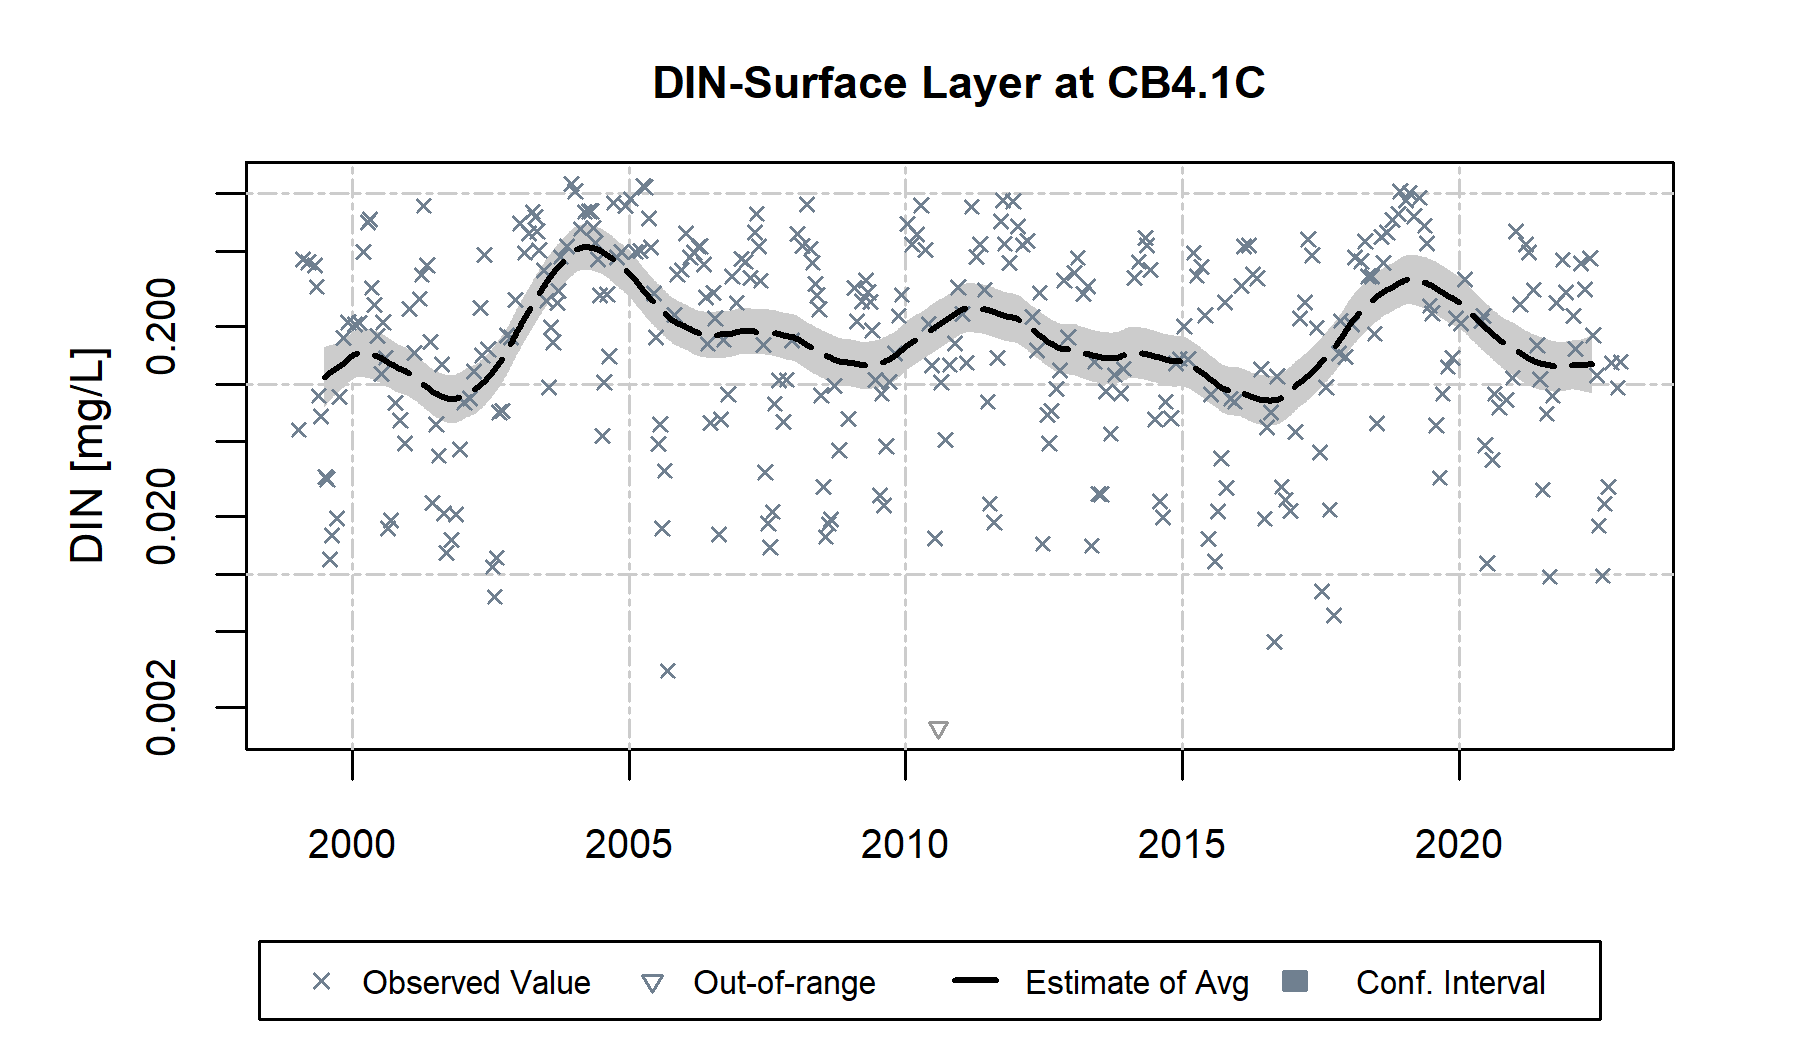 DIN-Surface Layer at CB4.1C
DIN [mg/L]
0.200
0.020
0.002
2000 2005 2010 2015 2020
Observed Value Out-of-range Estimate of Avg Conf. Interval